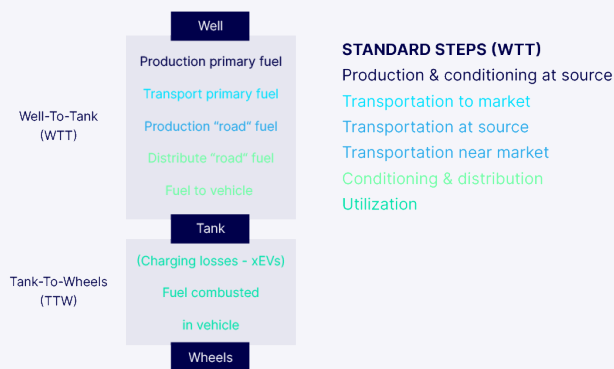 Well
Production primary fuel
Transport primary fuel
Production “road” fuel
Distribute “road” fuel
Fuel to vehicle
Well-To-Tank
(WTT)
Tank
(Charging losses - xEVs)
Fuel combusted
in vehicle
Tank-To-Wheels
(TTW)
Wheels
STANDARD STEPS (WTT)
Production & conditioning at source
Transportation to market
Transportation at source
Transportation near market
Conditioning & distribution
Utilization